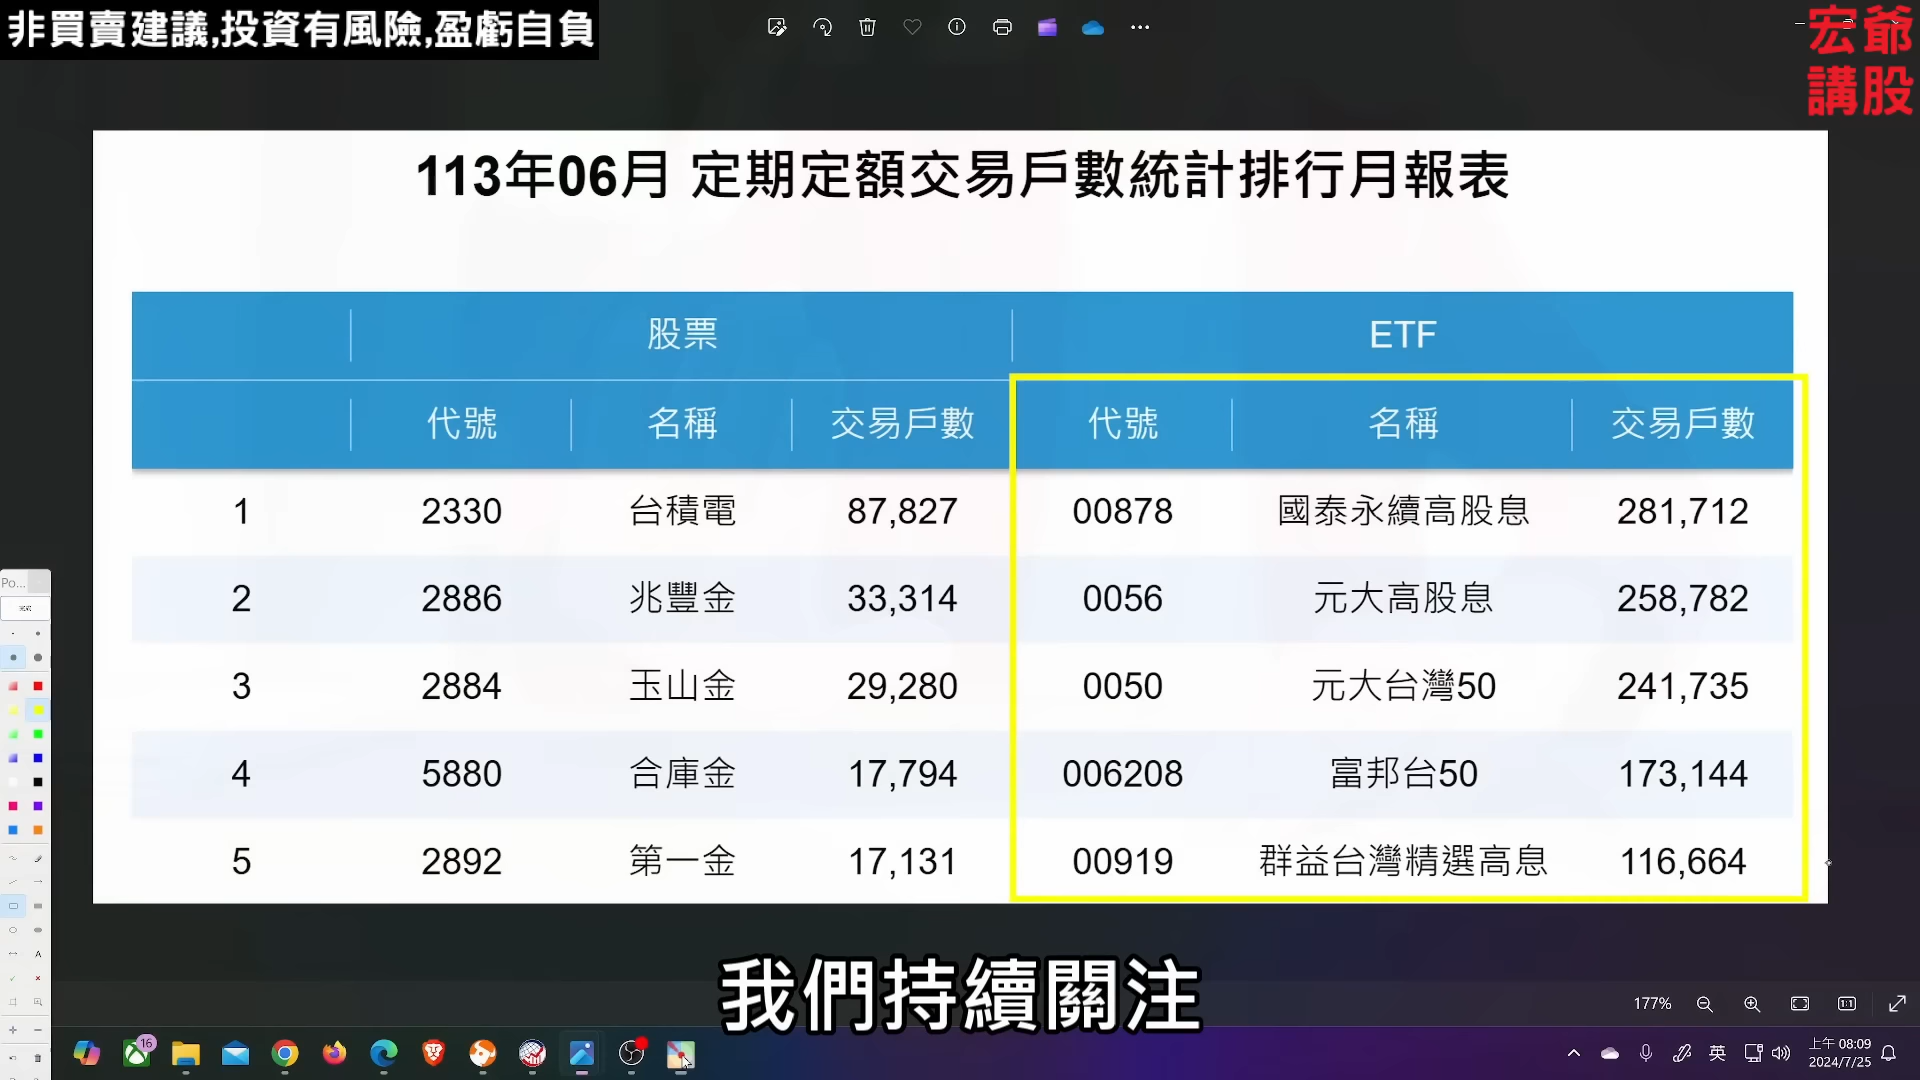 非買賣建議,投資有風險,盈虧自負
宏爺
講股
113年06月 定期定額交易戶數統計排行月報表
股票 ETF
代號 名稱 交易戶數 代號 名稱 交易戶數
1 2330 台積電 87,827 00878 國泰永續高股息 281,712
2 2886 兆豐金 33,314 0056 元大高股息 258,782
3 2884 玉山金 29,280 0050 元大台灣50 241,735
4 5880 合庫金 17,794 006208 富邦台50 173,144
5 2892 第一金 17,131 00919 群益台灣精選高息 116,664
Po...
A
我們持續關注
177%
1:1
16
英
上午 08:09
2024/7/25